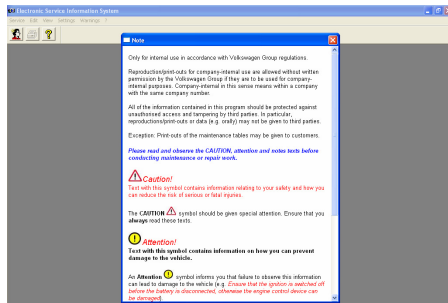 Electronic Service Information System
Service Edit View Settings Warnings ?
Note
Only for internal use in accordance with Volkswagen Group regulations.
Reproduction/print-outs for company-internal use are allowed without written
permission by the Volkswagen Group if they are to be used for company-
internal purposes. Company-internal in this sense means within a company
with the same company number.
All of the information contained in this program should be protected against
unauthorised access and tampering by third parties. In particular,
reproductions/print-outs or data (e.g. orally) may not be given to third parties.
Exception: Print-outs of the maintenance tables may be given to customers.
Please read and observe the CAUTION, attention and notes texts before
conducting maintenance or repair work.
Caution!
Text with this symbol contains information relating to your safety and how you
can reduce the risk of serious or fatal injuries.
The CAUTION symbol should be given special attention. Ensure that you
always read these texts.
Attention!
Text with this symbol contains information on how you can prevent
damage to the vehicle.
An Attention symbol informs you that failure to observe this information
can lead to damage to the vehicle (e.g. Ensure that the ignition is switched off
before the battery is disconnected, otherwise the engine control device can
be damaged).